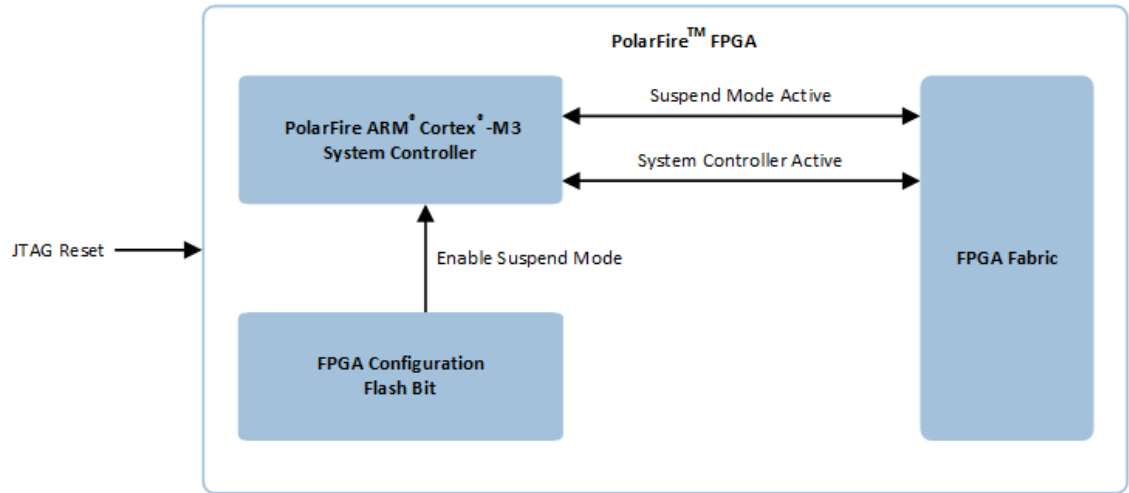 PolarFire™ FPGA
PolarFire ARM® Cortex®-M3
System Controller
Suspend Mode Active
System Controller Active
FPGA Fabric
JTAG Reset
Enable Suspend Mode
FPGA Configuration
Flash Bit